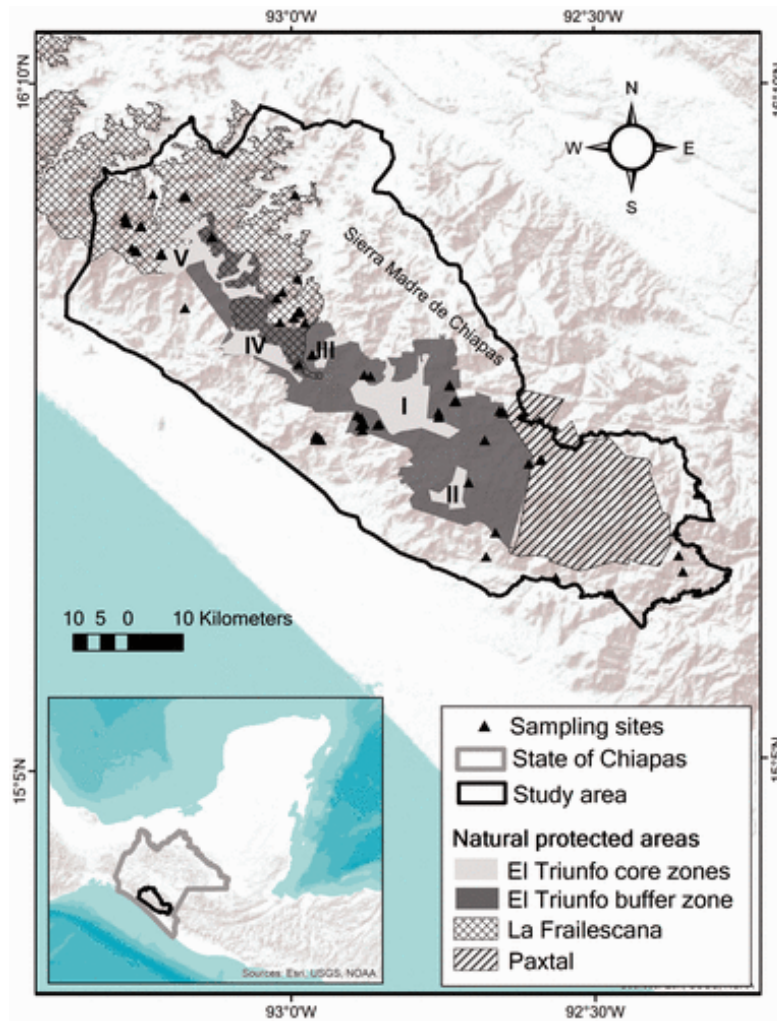 93°0'W 92°30'W
16°10'N
N
W E
S
Sierra Madre de Chiapas
V
IV
III
I
II
10 5 0 10 Kilometers
15°5'N 15°5'N
Sampling sites
State of Chiapas
Study area
Natural protected areas
El Triunfo core zones
El Triunfo buffer zone
La Frailescana
Paxtal
Sources: Esri, USGS, NOAA
93°0'W 92°30'W